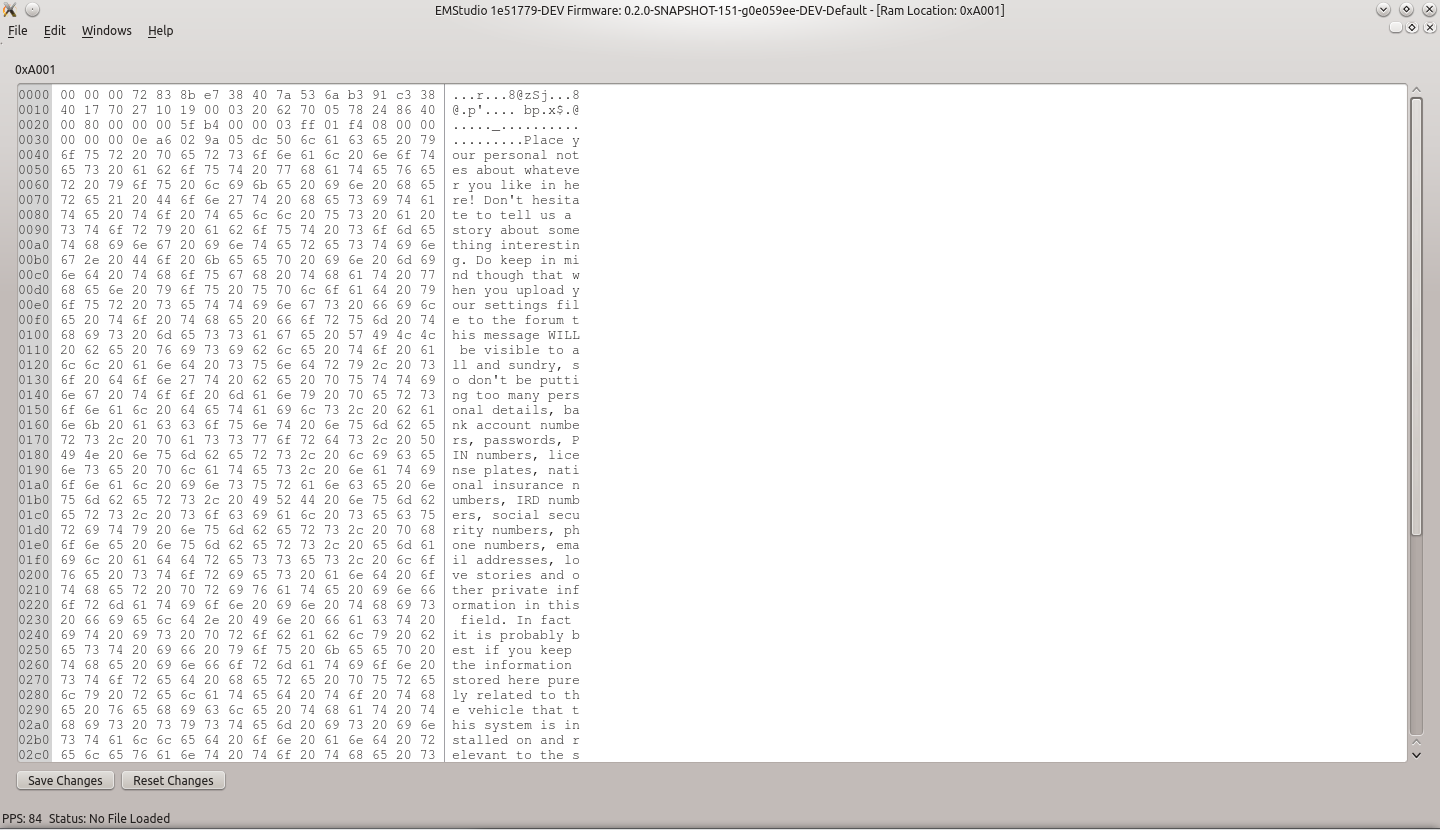 EMStudio 1e51779-DEV Firmware: 0.2.0-SNAPSHOT-151-g0e059ee-DEV-Default - [Ram Location: 0xA001]
File Edit Windows Help
0xA001
0000 00 00 00 72 83 8b e7 38 40 7a 53 6a b3 91 c3 38 ...r...8@zSj...8
0010 40 17 70 27 10 19 00 03 20 62 70 05 78 24 86 40 @.p'.... bp.x$.@
0020 00 80 00 00 00 5f b4 00 00 03 ff 01 f4 08 00 00 ....._..........
0030 00 00 00 0e a6 02 9a 05 dc 50 6c 61 63 65 20 79 .........Place y
0040 6f 75 72 20 70 65 72 73 6f 6e 61 6c 20 6e 6f 74 our personal not
0050 65 73 20 61 62 6f 75 74 20 77 68 61 74 65 76 65 es about whateve
0060 72 20 79 6f 75 20 6c 69 6b 65 20 69 6e 20 68 65 r you like in he
0070 72 65 21 20 44 6f 6e 27 74 20 68 65 73 69 74 61 re! Don't hesita
0080 74 65 20 74 6f 20 74 65 6c 6c 20 75 73 20 61 20 te to tell us a
0090 73 74 6f 72 79 20 61 62 6f 75 74 20 73 6f 6d 65 story about some
00a0 74 68 69 6e 67 20 69 6e 74 65 72 65 73 74 69 6e thing interestin
00b0 67 2e 20 44 6f 20 6b 65 65 70 20 69 6e 20 6d 69 g. Do keep in mi
00c0 6e 64 20 74 68 6f 75 67 68 20 74 68 61 74 20 77 nd though that w
00d0 68 65 6e 20 79 6f 75 20 75 70 6c 6f 61 64 20 79 hen you upload y
00e0 6f 75 72 20 73 65 74 74 69 6e 67 73 20 66 69 6c our settings fil
00f0 65 20 74 6f 20 74 68 65 20 66 6f 72 75 6d 20 74 e to the forum t
0100 68 69 73 20 6d 65 73 73 61 67 65 20 57 49 4c 4c his message WILL
0110 20 62 65 20 76 69 73 69 62 6c 65 20 74 6f 20 61 be visible to a
0120 6c 6c 20 61 6e 64 20 73 75 6e 64 72 79 2c 20 73 ll and sundry, s
0130 6f 20 64 6f 6e 27 74 20 62 65 20 70 75 74 74 69 o don't be putti
0140 6e 67 20 74 6f 6f 20 6d 61 6e 79 20 70 65 72 73 ng too many pers
0150 6f 6e 61 6c 20 64 65 74 61 69 6c 73 2c 20 62 61 onal details, ba
0160 6e 6b 20 61 63 63 6f 75 6e 74 20 6e 75 6d 62 65 nk account numbe
0170 72 73 2c 20 70 61 73 73 77 6f 72 64 73 2c 20 50 rs, passwords, P
0180 49 4e 20 6e 75 6d 62 65 72 73 2c 20 6c 69 63 65 IN numbers, lice
0190 6e 73 65 20 70 6c 61 74 65 73 2c 20 6e 61 74 69 nse plates, nati
01a0 6f 6e 61 6c 20 69 6e 73 75 72 61 6e 63 65 20 6e onal insurance n
01b0 75 6d 62 65 72 73 2c 20 49 52 44 20 6e 75 6d 62 umbers, IRD numb
01c0 65 72 73 2c 20 73 6f 63 69 61 6c 20 73 65 63 75 ers, social secu
01d0 72 69 74 79 20 6e 75 6d 62 65 72 73 2c 20 70 68 rity numbers, ph
01e0 6f 6e 65 20 6e 75 6d 62 65 72 73 2c 20 65 6d 61 one numbers, ema
01f0 69 6c 20 61 64 64 72 65 73 73 65 73 2c 20 6c 6f il addresses, lo
0200 76 65 20 73 74 6f 72 69 65 73 20 61 6e 64 20 6f ve stories and o
0210 74 68 65 72 20 70 72 69 76 61 74 65 20 69 6e 66 ther private inf
0220 6f 72 6d 61 74 69 6f 6e 20 69 6e 20 74 68 69 73 ormation in this
0230 20 66 69 65 6c 64 2e 20 49 6e 20 66 61 63 74 20 field. In fact
0240 69 74 20 69 73 20 70 72 6f 62 61 62 6c 79 20 62 it is probably b
0250 65 73 74 20 69 66 20 79 6f 75 20 6b 65 65 70 20 est if you keep
0260 74 68 65 20 69 6e 66 6f 72 6d 61 74 69 6f 6e 20 the information
0270 73 74 6f 72 65 64 20 68 65 72 65 20 70 75 72 65 stored here pure
0280 6c 79 20 72 65 6c 61 74 65 64 20 74 6f 20 74 68 ly related to th
0290 65 20 76 65 68 69 63 6c 65 20 74 68 61 74 20 74 e vehicle that t
02a0 68 69 73 20 73 79 73 74 65 6d 20 69 73 20 69 6e his system is in
02b0 73 74 61 6c 6c 65 64 20 6f 6e 20 61 6e 64 20 72 stalled on and r
02c0 65 6c 65 76 61 6e 74 20 74 6f 20 74 68 65 20 73 elevant to the s
Save Changes Reset Changes
PPS: 84 Status: No File Loaded